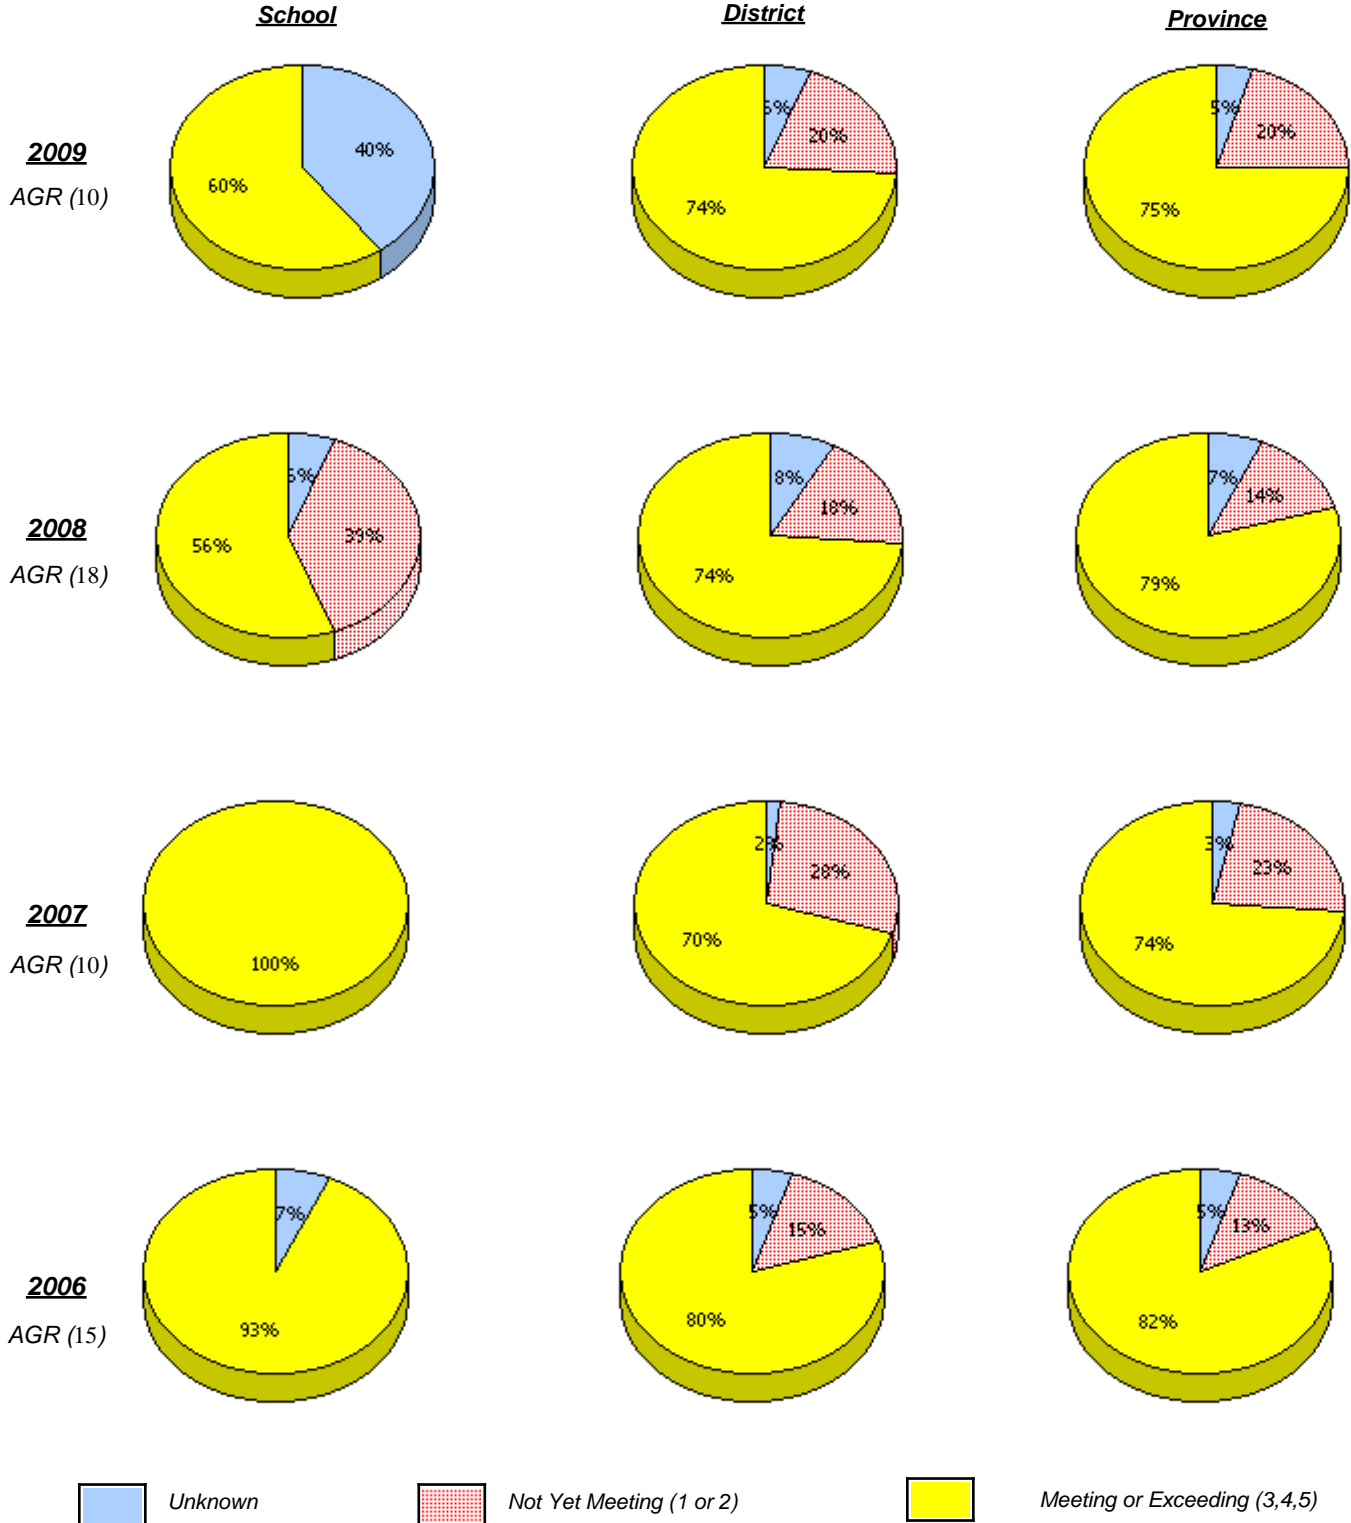 School District Province
40% 20% 5% 20%
2009
60% 74% 75%
AGR (10)
8% 7% 14%
39% 18%
2008
56% 74% 79%
AGR (18)
2% 3%
28% 23%
2007
100% 70% 74%
AGR (10)
7% 5% 15% 5% 13%
2006
93% 80% 82%
AGR (15)
Unknown Not Yet Meeting (1 or 2) Meeting or Exceeding (3,4,5)